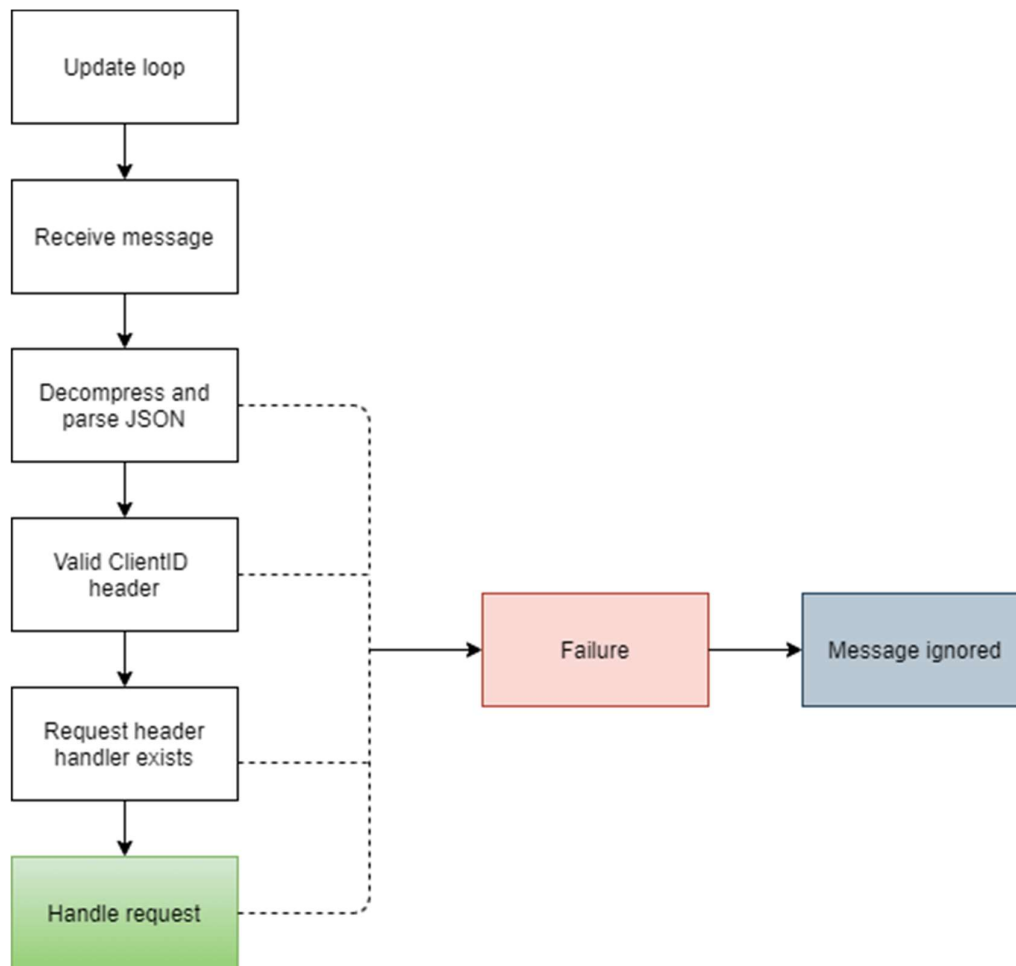 Update loop
Receive message
Decompress and
parse JSON
Valid ClientID
header
Request header
handler exists
Failure
Message ignored
Handle request